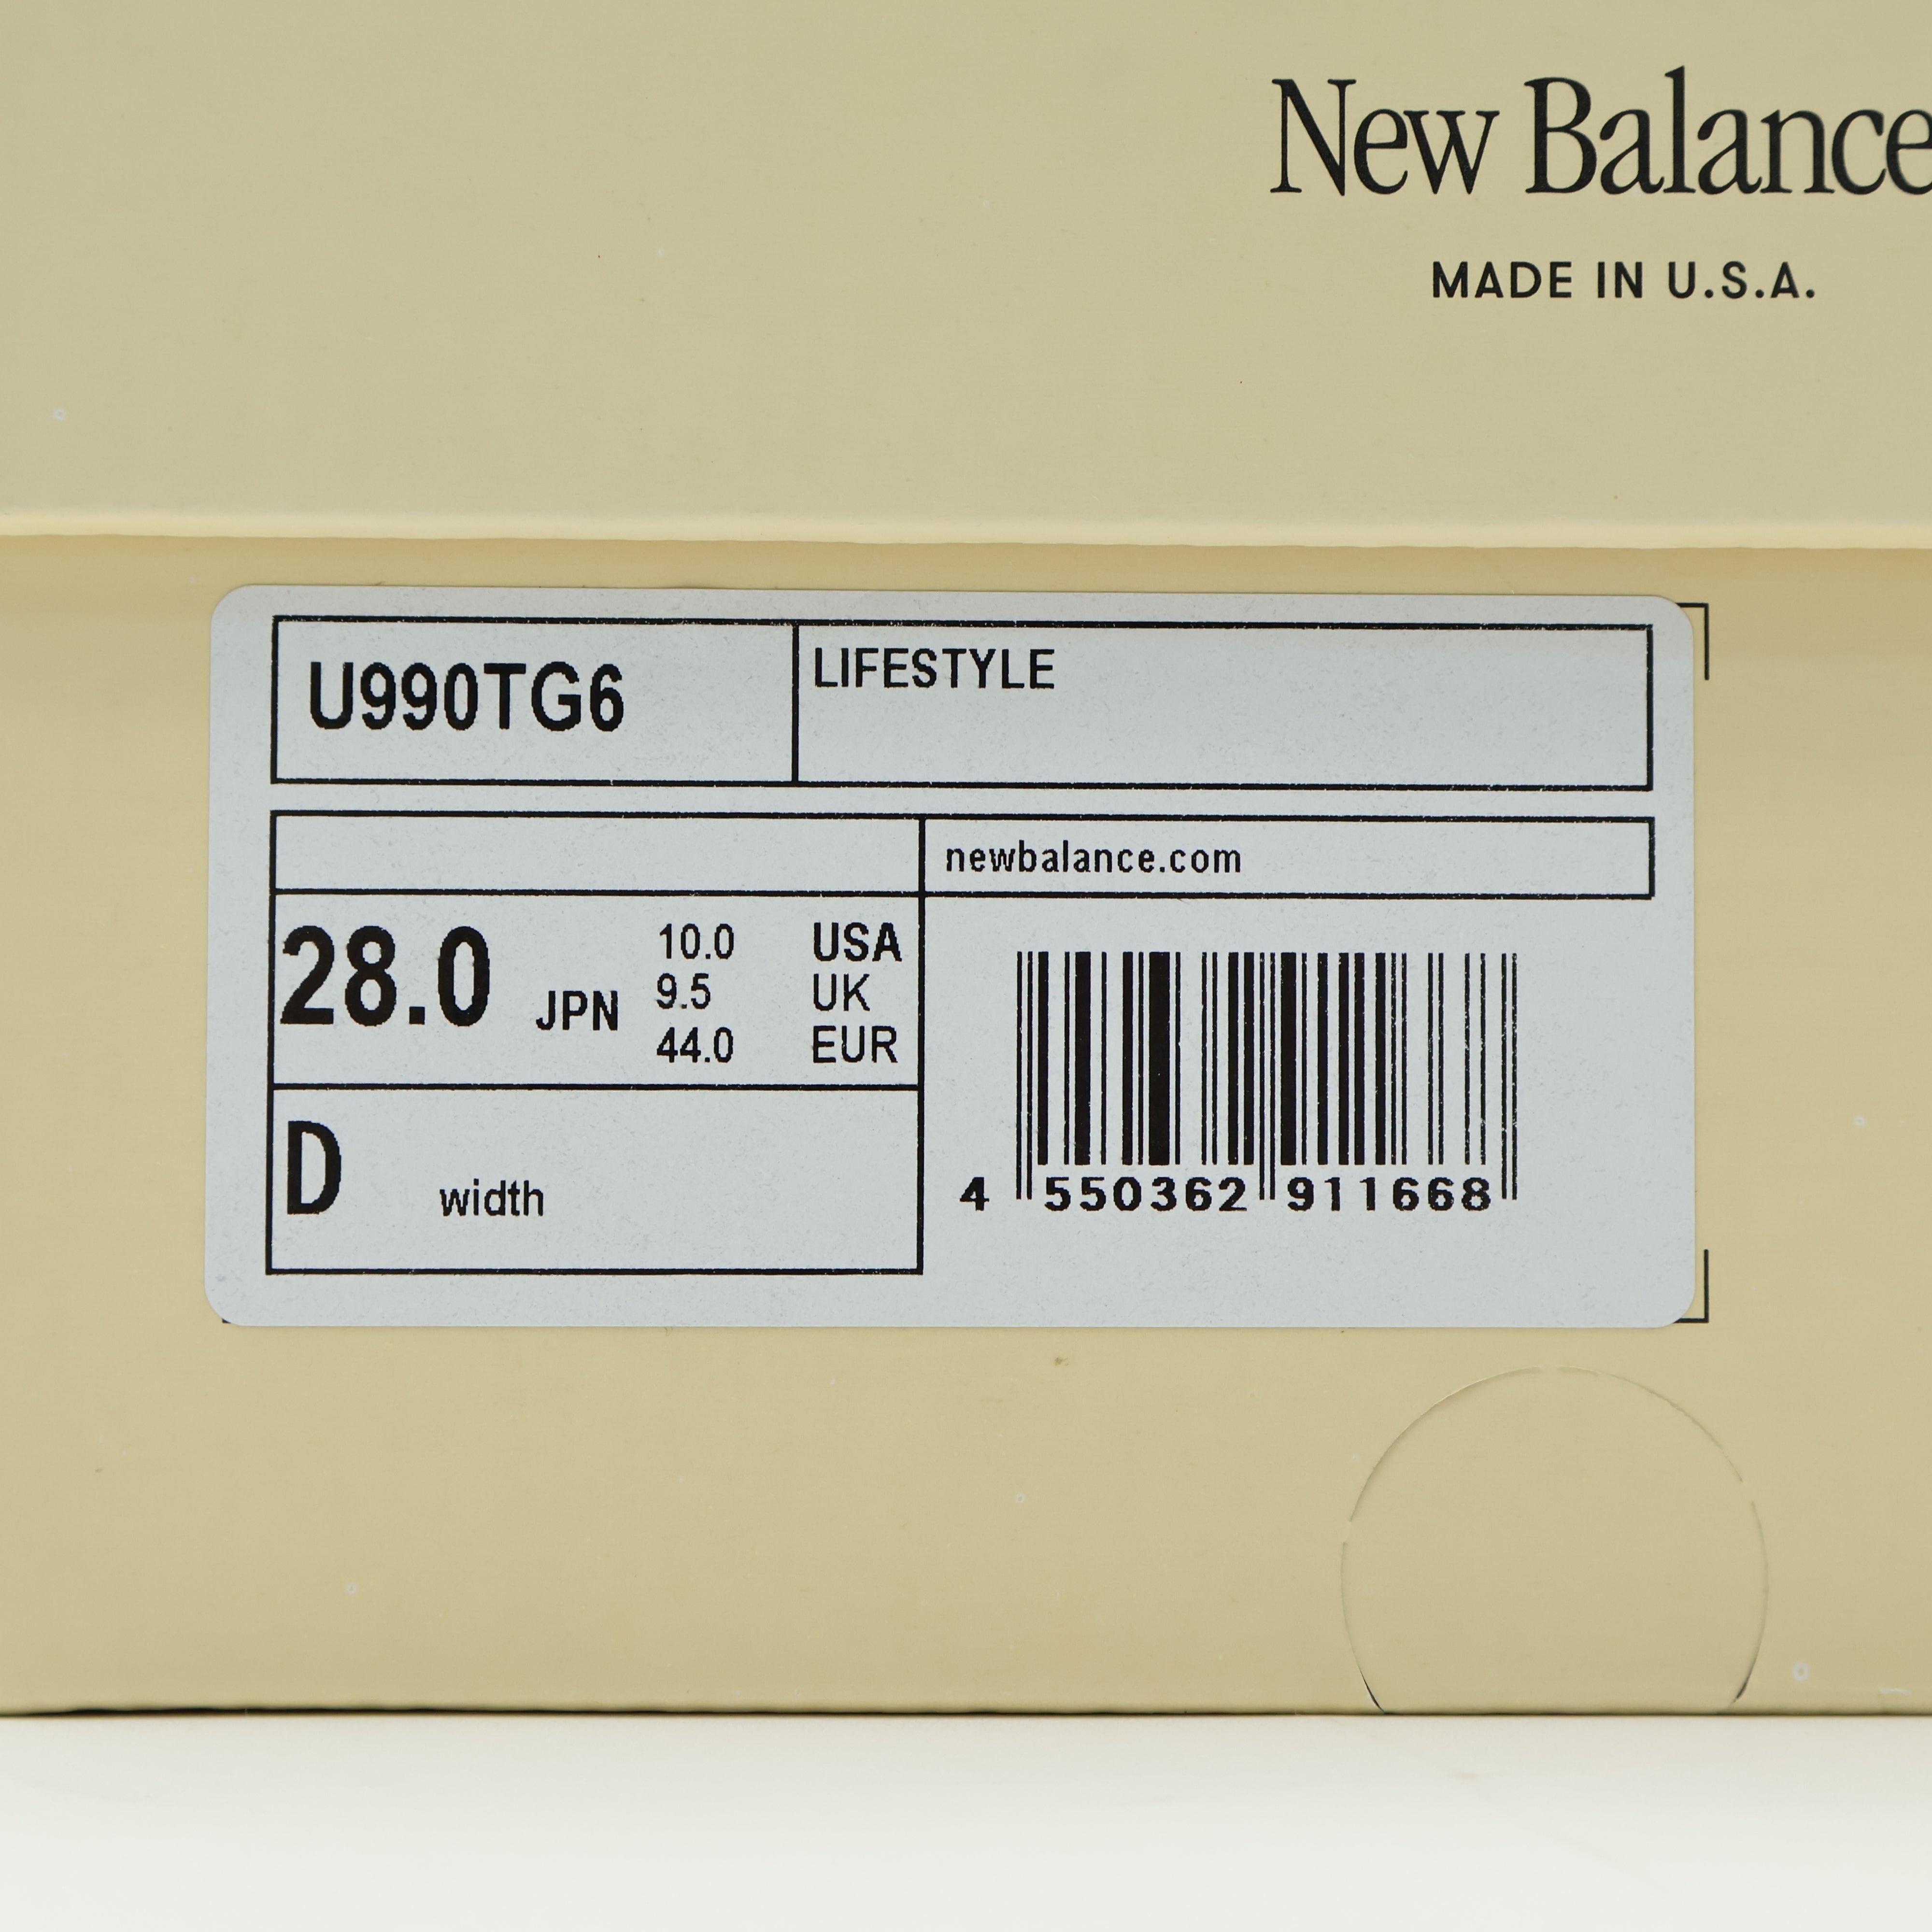 New Balance
MADE IN U.S.A.
U990TG6
LIFESTYLE
newbalance.com
28.0 JPN
10.0 USA
9.5 UK
44.0 EUR
D width
4 550362 911668